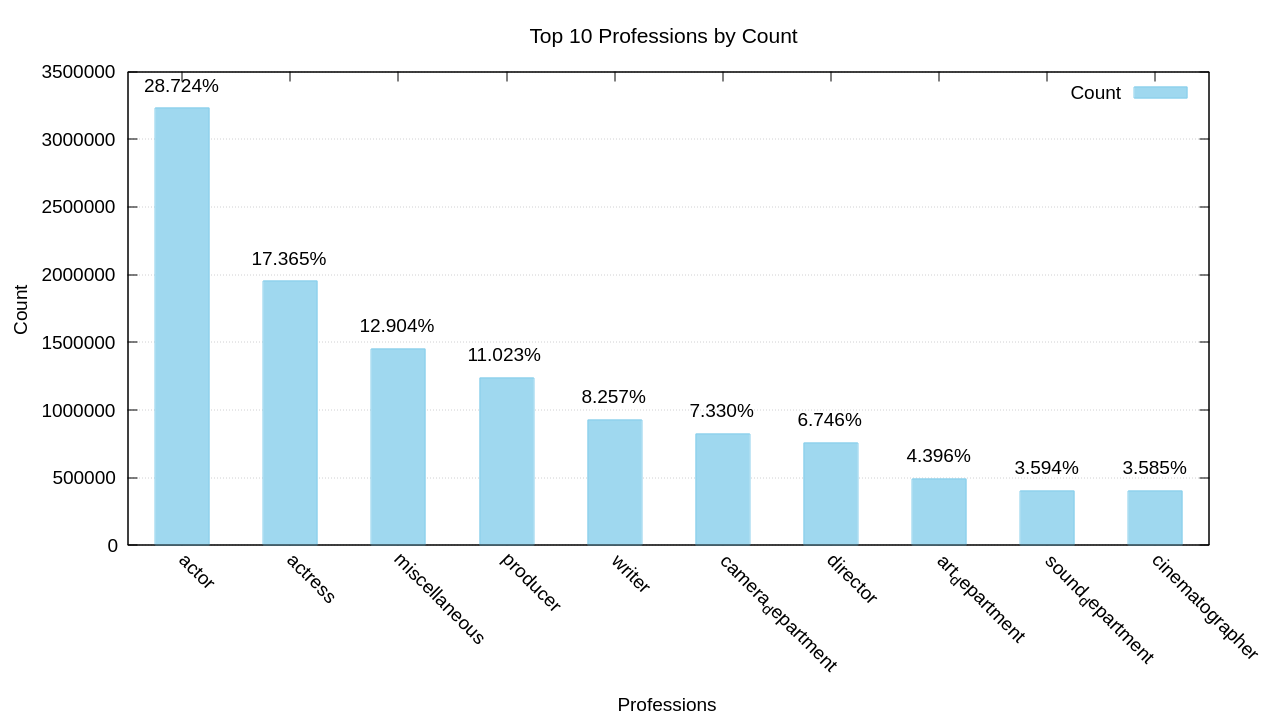 Top 10 Professions by Count
Count
3500000
3000000
2500000
2000000
1500000
1000000
500000
0
Count
28.724%
17.365%
12.904%
11.023%
8.257%
7.330%
6.746%
4.396%
3.594%
3.585%
actor
actress
miscellaneous
producer
writer
camera_department
director
art_department
sound_department
cinematographer
Professions